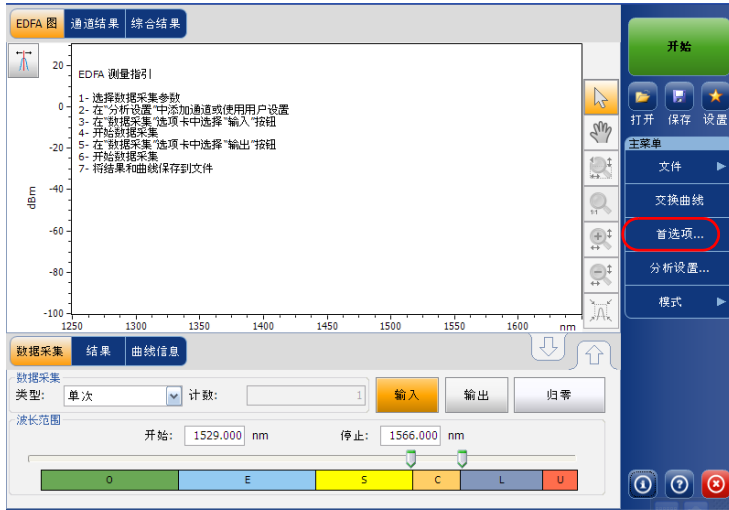 EDFA 图 通道结果 综合结果
开始
20
0
-20
-40
-60
-80
-100
dBm
EDFA 测量指引
1- 选择数据采集参数
2- 在"分析设置"中添加通道或使用用户设置
3- 在"数据采集"选项卡中选择"输入"按钮
4- 开始数据采集
5- 在"数据采集"选项卡中选择"输出"按钮
6- 开始数据采集
7- 将结果和曲线保存到文件
1250 1300 1350 1400 1450 1500 1550 1600 nm
1:1
打开 保存 设置
主菜单
文件
交换曲线
首选项...
分析设置...
模式
数据采集 结果 曲线信息
数据采集
类型: 单次 计数: 1 输入 输出 归零
波长范围
开始: 1529.000 nm 停止: 1566.000 nm
O E S C L U